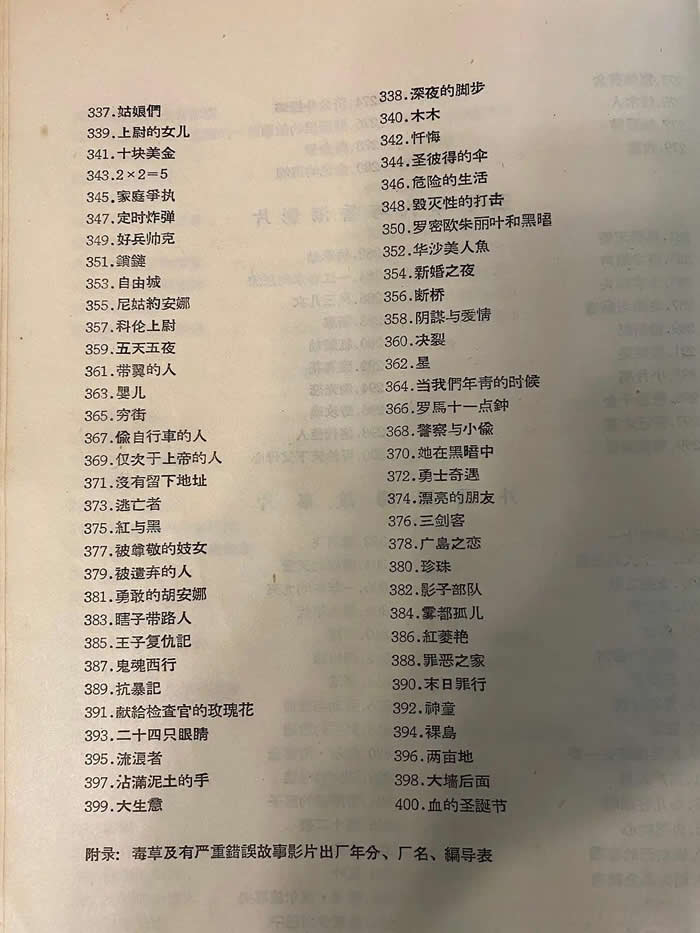 337.姑娘們
338.深夜的脚步
339.上尉的女儿
340.木木
341.十块美金
342.忏悔
343.2×2=5
344.圣彼得的伞
345.家庭爭执
346.危险的生活
347.定时炸弹
348.毁灭性的打击
349.好兵帅克
350.罗密欧朱丽叶和黑暗
351.鎖鏈
352.华沙美人魚
353.自由城
354.新婚之夜
355.尼姑約安娜
356.断桥
357.科伦上尉
358.阴謀与爱情
359.五天五夜
360.决裂
361.带翼的人
362.星
363.嬰儿
364.当我們年青的时候
365.穷街
366.罗馬十一点鈡
367.偸自行車的人
368.警察与小偸
369.仅次于上帝的人
370.她在黑暗中
371.沒有留下地址
372.勇士奇遇
373.逃亡者
374.漂亮的朋友
375.紅与黑
376.三剑客
377.被尊敬的妓女
378.广島之恋
379.被遺弃的人
380.珍珠
381.勇敢的胡安娜
382.影子部队
383.瞎子带路人
384.雾都孤儿
385.王子复仇記
386.紅菱艳
387.鬼魂西行
388.罪恶之家
389.抗暴記
390.末日罪行
391.献給检查官的玫瑰花
392.神童
393.二十四只眼睛
394.裸島
395.流浪者
396.两亩地
397.沾滿泥土的手
398.大墙后面
399.大生意
400.血的圣誕节
附录：毒草及有严重錯誤故事影片出厂年分、厂名、編导表